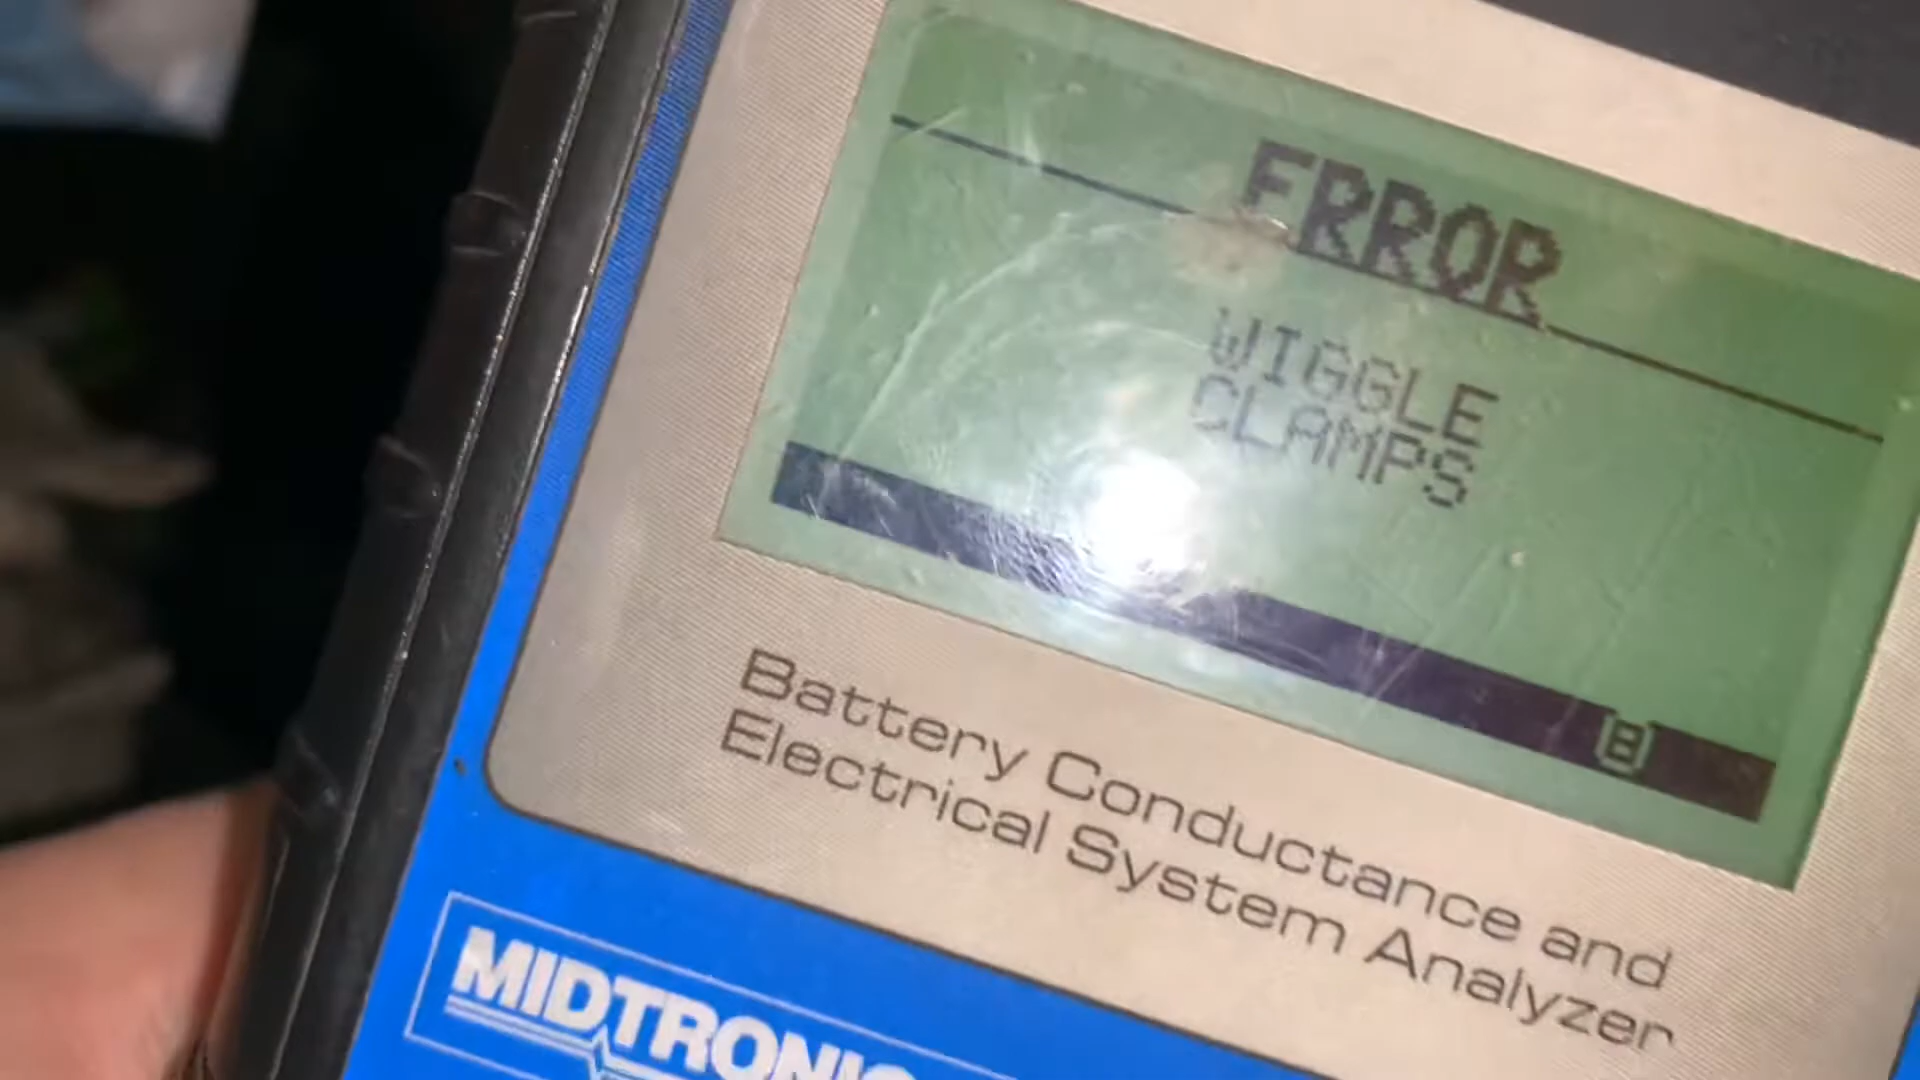 ERROR
WIGGLE
CLAMPS
B
Battery Conductance and
Electrical System Analyzer
MIDTRONIC